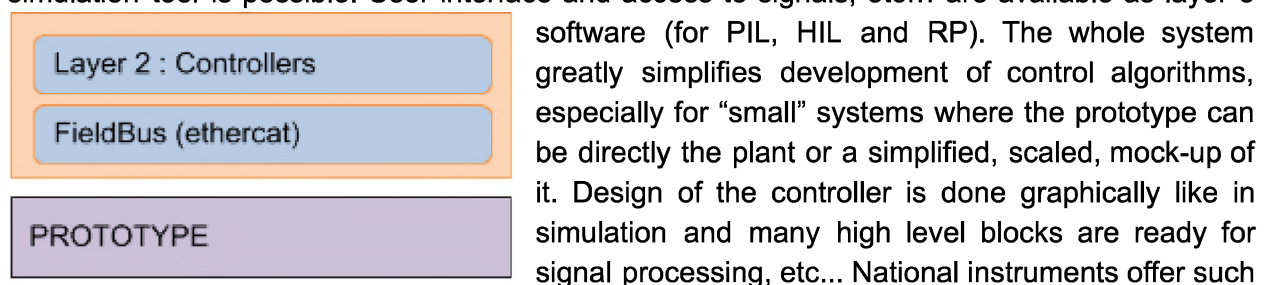 simulation tool is possible. User interface and access to signals, are available as layer
Layer 2 : Controllers
FieldBus (ethercat)
PROTOTYPE
software (for PIL, HIL and RP). The whole system
greatly simplifies development of control algorithms,
especially for “small” systems where the prototype can
be directly the plant or a simplified, scaled, mock-up of
it. Design of the controller is done graphically like in
simulation and many high level blocks are ready for
signal processing, etc... National instruments offer such